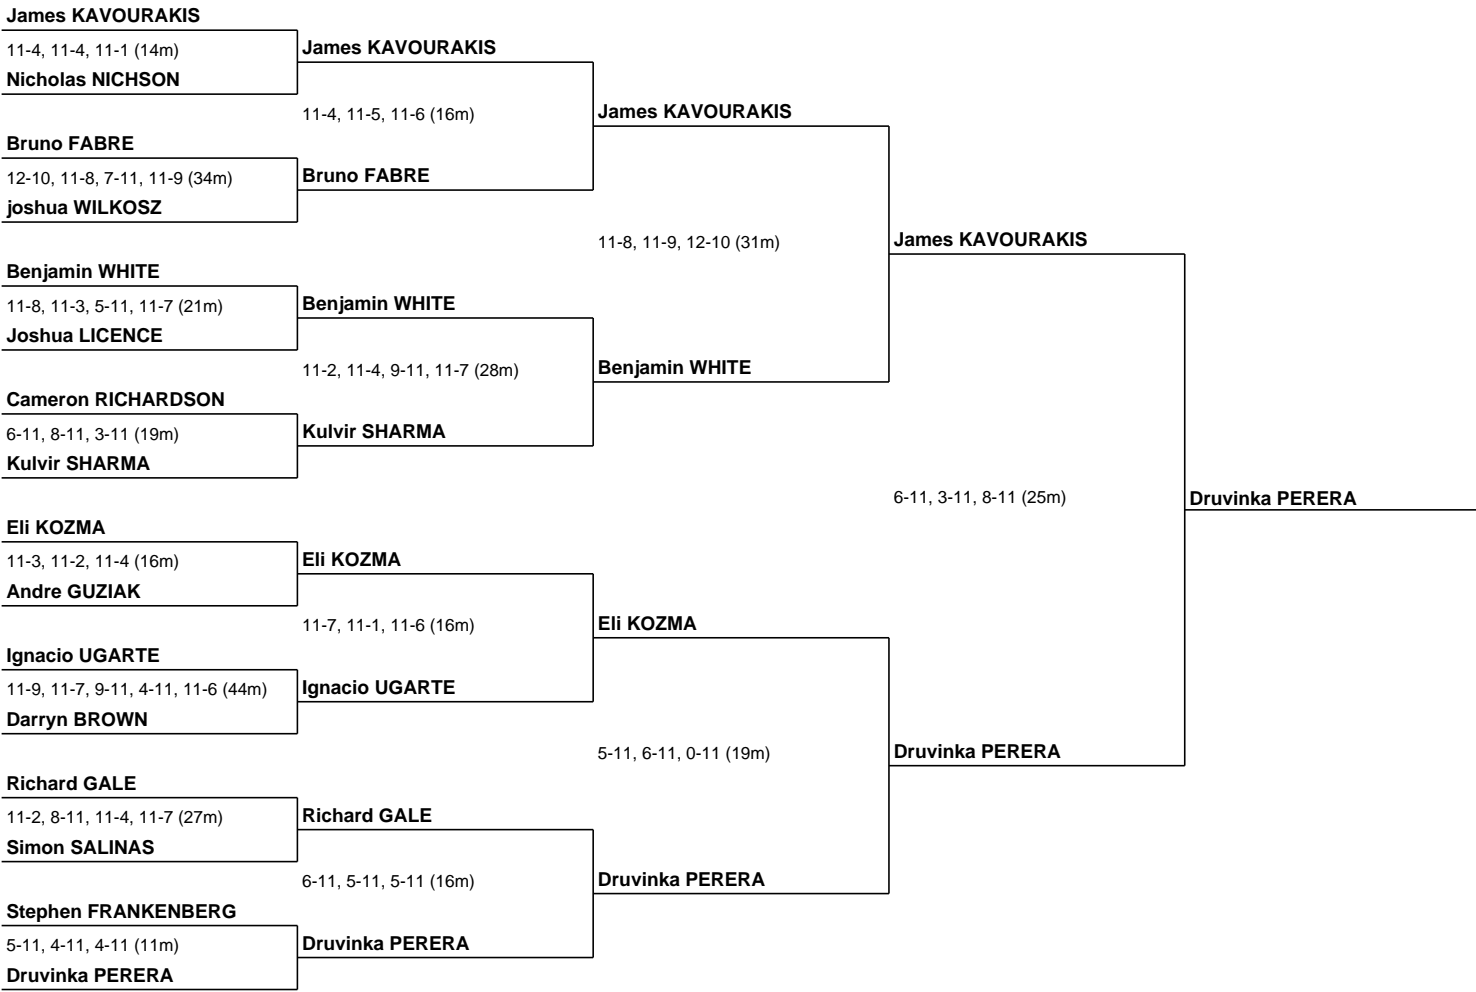 James KAVOURAKIS
11-4, 11-4, 11-1 (14m)
Nicholas NICHSON
Bruno FABRE
12-10, 11-8, 7-11, 11-9 (34m)
joshua WILKOSZ
Benjamin WHITE
11-8, 11-3, 5-11, 11-7 (21m)
Joshua LICENCE
Cameron RICHARDSON
6-11, 8-11, 3-11 (19m)
Kulvir SHARMA
Eli KOZMA
11-3, 11-2, 11-4 (16m)
Andre GUZIAK
Ignacio UGARTE
11-9, 11-7, 9-11, 4-11, 11-6 (44m)
Darryn BROWN
Richard GALE
11-2, 8-11, 11-4, 11-7 (27m)
Simon SALINAS
Stephen FRANKENBERG
5-11, 4-11, 4-11 (11m)
Druvinka PERERA
James KAVOURAKIS
11-4, 11-5, 11-6 (16m)
Bruno FABRE
Benjamin WHITE
11-2, 11-4, 9-11, 11-7 (28m)
Kulvir SHARMA
Eli KOZMA
11-7, 11-1, 11-6 (16m)
Ignacio UGARTE
Richard GALE
6-11, 5-11, 5-11 (16m)
Druvinka PERERA
James KAVOURAKIS
11-8, 11-9, 12-10 (31m)
Benjamin WHITE
Eli KOZMA
5-11, 6-11, 0-11 (19m)
Druvinka PERERA
James KAVOURAKIS
6-11, 3-11, 8-11 (25m)
Druvinka PERERA
Druvinka PERERA